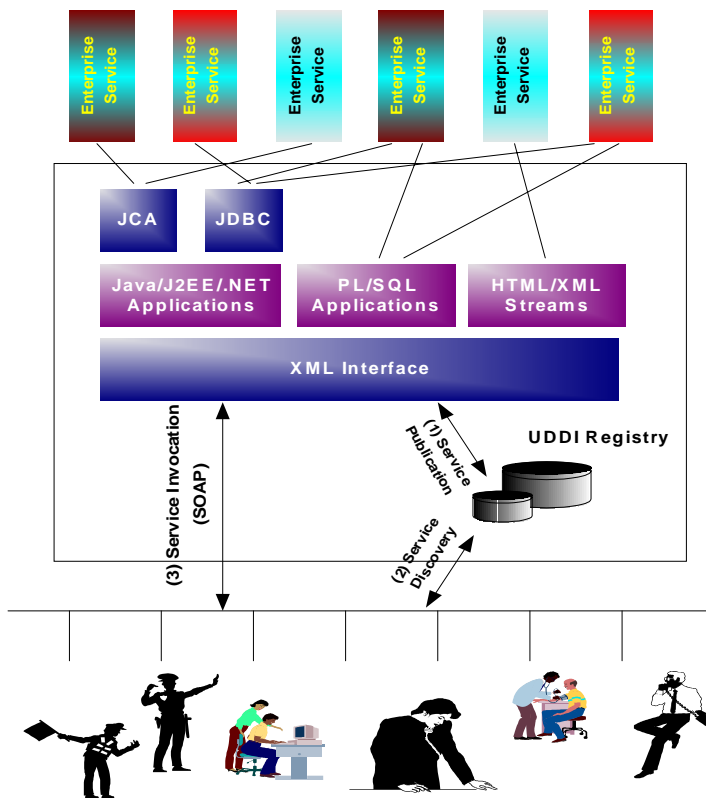 Enterprise
Service
Enterprise
Service
Enterprise
Service
Enterprise
Service
Enterprise
Service
Enterprise
Service
JCA
JDBC
Java/J2EE/.NET
Applications
PL/SQL
Applications
HTML/XML
Streams
XML Interface
(3) Service Invocation
(SOAP)
(1) Service
Publication
UDDI Registry
(2) Service
Discovery